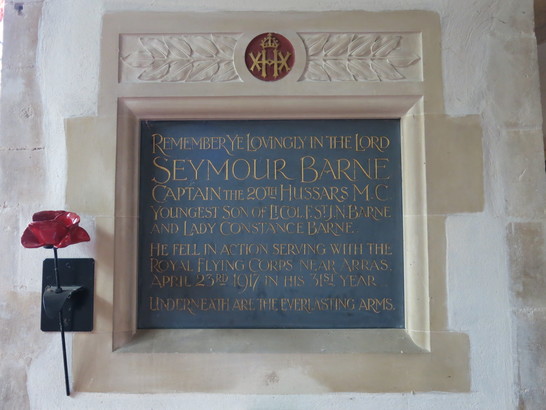 XHX
REMEMBER YE LOVINGLY IN THE LORD
SEYMOUR BARNE
CAPTAIN THE 20TH HUSSARS M.C.
YOUNGEST SON OF LT.COL. F. ST.J.N. BARNE
AND LADY CONSTANCE BARNE.
HE FELL IN ACTION SERVING WITH THE
ROYAL FLYING CORPS NEAR ARRAS,
APRIL 23RD 1917 IN HIS 31ST YEAR
UNDERNEATH ARE THE EVERLASTING ARMS.